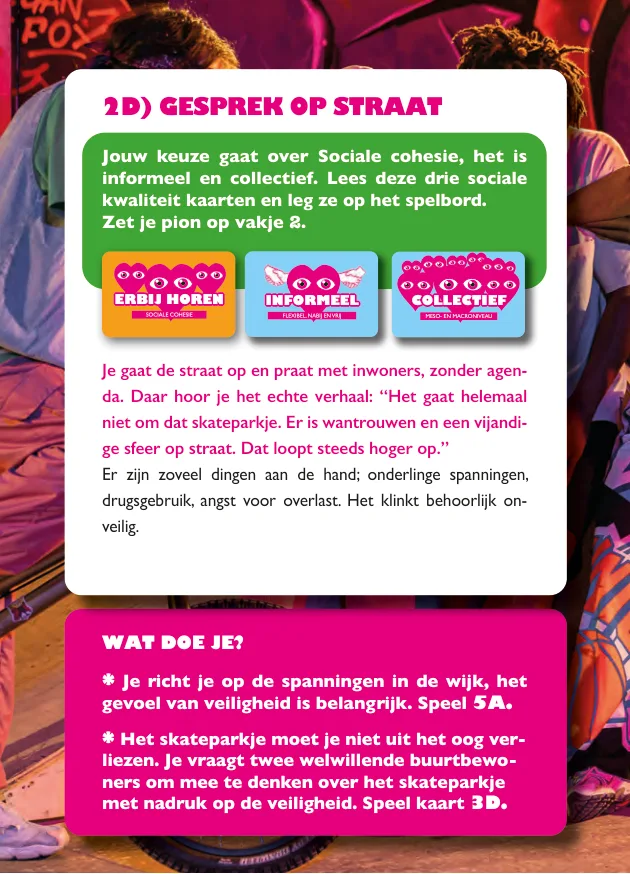 2D) GESPREK OP STRAAT
Jouw keuze gaat over Sociale cohesie, het is
informeel en collectief. Lees deze drie sociale
kwaliteit kaarten en leg ze op het spelbord.
Zet je pion op vakje 2.
ERBIJ HOREN
SOCIALE COHESIE
INFORMEEL
FLEXIBEL, NABIJ EN VRIJ
COLLECTIEF
MESO- EN MACRONIVEAU
Je gaat de straat op en praat met inwoners, zonder agen-
da. Daar hoor je het echte verhaal: “Het gaat helemaal
niet om dat skateparkje. Er is wantrouwen en een vijandi-
ge sfeer op straat. Dat loopt steeds hoger op.”
Er zijn zoveel dingen aan de hand; onderlinge spanningen,
drugsgebruik, angst voor overlast. Het klinkt behoorlijk on-
veilig.
WAT DOE JE?
* Je richt je op de spanningen in de wijk, het
gevoel van veiligheid is belangrijk. Speel 5A.
* Het skateparkje moet je niet uit het oog ver-
liezen. Je vraagt twee welwillende buurtbewo-
ners om mee te denken over het skateparkje
met nadruk op de veiligheid. Speel kaart 3D.